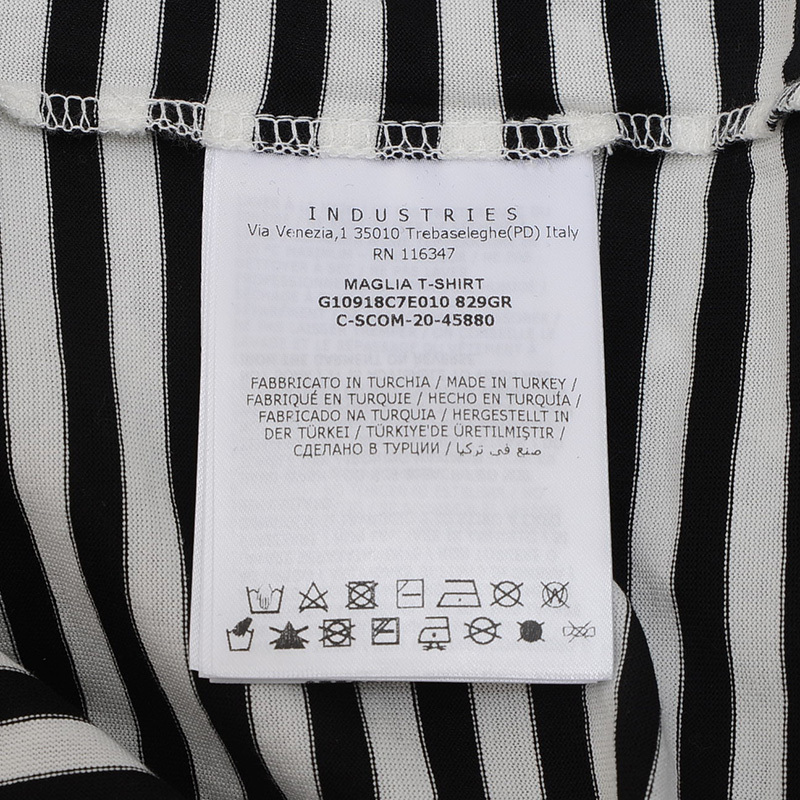 INDUSTRIES
Via Venezia,1 35010 Trebaseleghe(PD) Italy
RN 116347
MAGLIA T-SHIRT
G10918C7E010 829GR
C-SCOM-20-45880
FABBRICATO IN TURCHIA / MADE IN TURKEY /
FABRIQUÉ EN TURQUIE / HECHO EN TURQUÍA /
FABRICADO NA TURQUIA / HERGESTELLT IN
DER TÜRKEI / TÜRKİYE'DE ÜRETILMIŞTIR /
СДЕЛАНО В ТУРЦИИ / صنع في تركيا